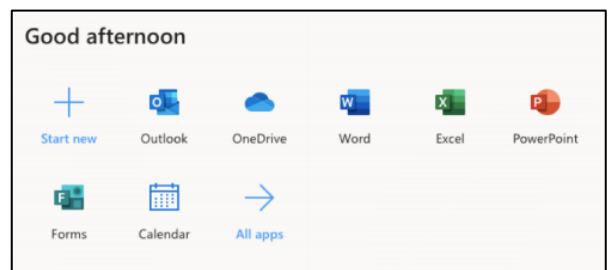 Good afternoon
Start new Outlook OneDrive Word Excel PowerPoint
Forms Calendar All apps